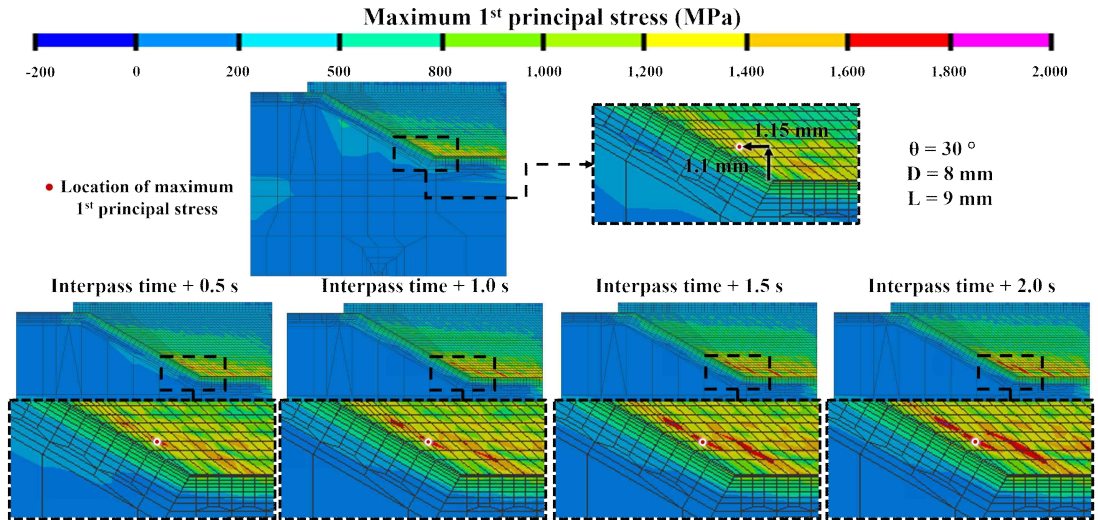 Maximum 1st principal stress (MPa)
-200 0 200 500 800 1,000 1,200 1,400 1,600 1,800 2,000
1.15 mm
1.1 mm
θ = 30 °
D = 8 mm
L = 9 mm
Location of maximum
1st principal stress
Interpass time + 0.5 s
Interpass time + 1.0 s
Interpass time + 1.5 s
Interpass time + 2.0 s